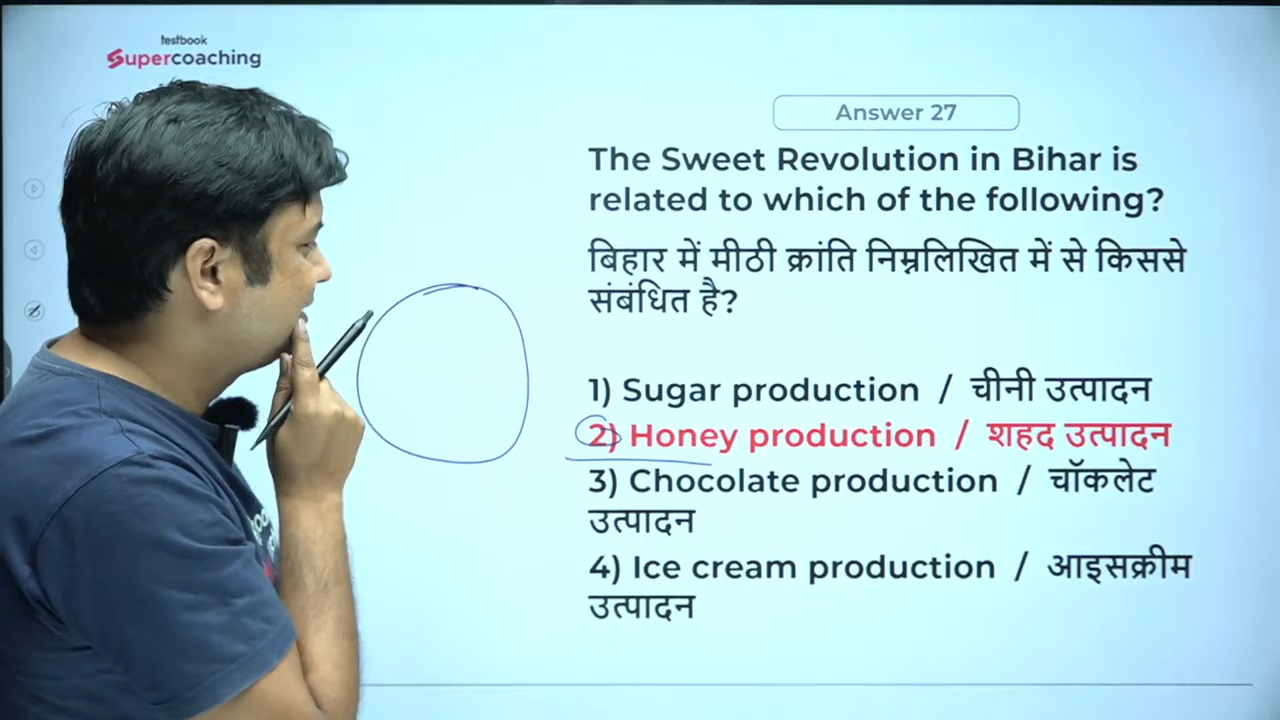 testbook
Supercoaching
Answer 27
The Sweet Revolution in Bihar is
related to which of the following?
बिहार में मीठी क्रांति निम्नलिखित में से किससे
संबंधित है?
1) Sugar production / चीनी उत्पादन
2) Honey production / शहद उत्पादन
3) Chocolate production / चॉकलेट
उत्पादन
4) Ice cream production / आइसक्रीम
उत्पादन